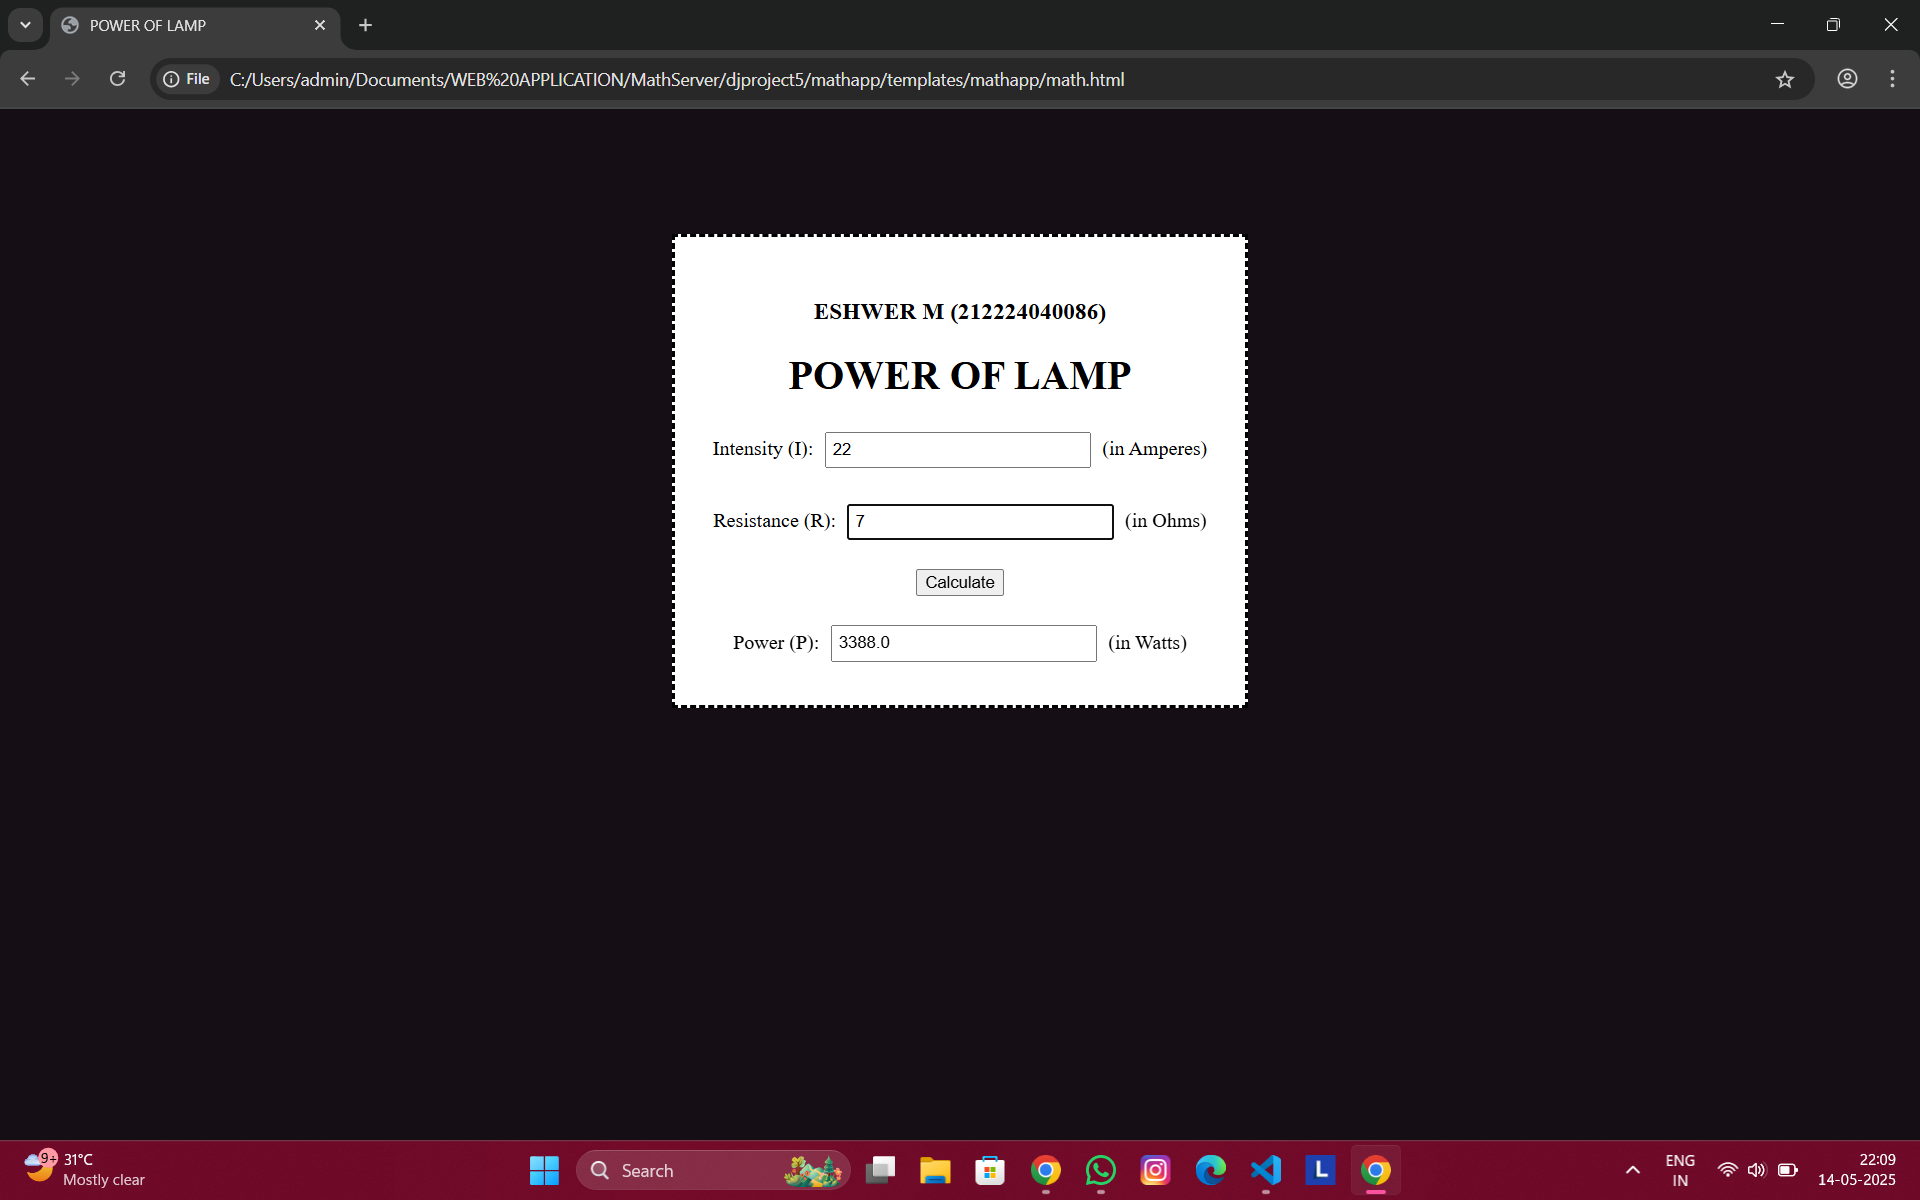 POWER OF LAMP
File C:/Users/admin/Documents/WEB%20APPLICATION/MathServer/djproject5/mathapp/templates/mathapp/math.html
ESHWER M (212224040086)
POWER OF LAMP
Intensity (I): 22 (in Amperes)
Resistance (R): 7 (in Ohms)
Calculate
Power (P): 3388.0 (in Watts)
9+ 31°C
Mostly clear
Search
L
ENG
IN
22:09
14-05-2025